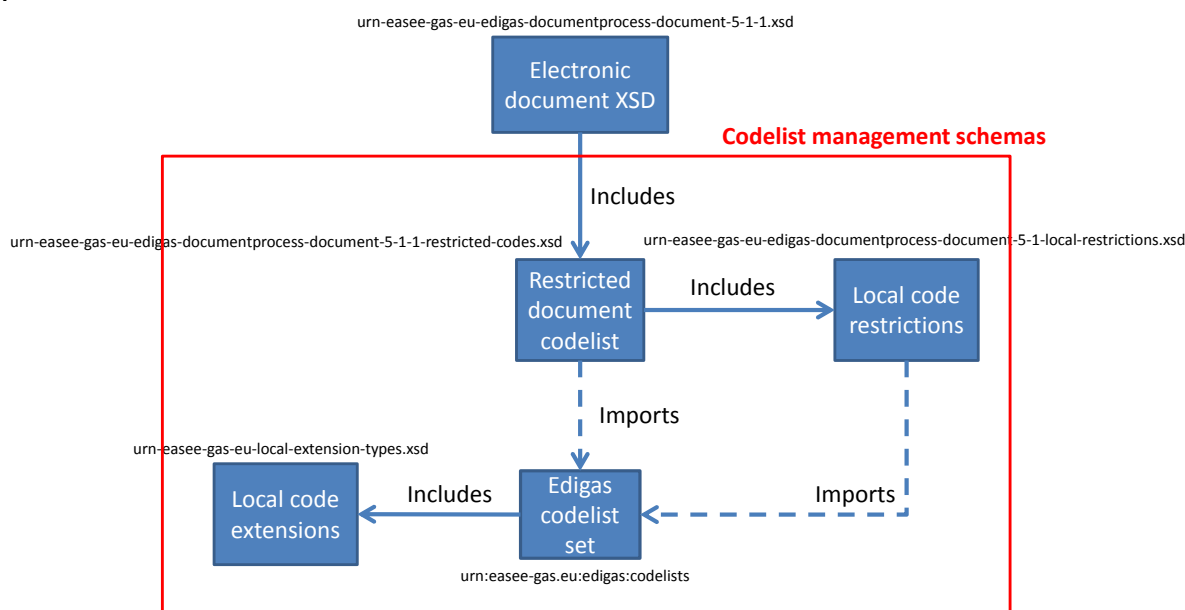 urn-easee-gas-eu-edigas-documentprocess-document-5-1-1.xsd
Electronic
document XSD
Codelist management schemas
Includes
urn-easee-gas-eu-edigas-documentprocess-document-5-1-1-restricted-codes.xsd
urn-easee-gas-eu-edigas-documentprocess-document-5-1-local-restrictions.xsd
Restricted
document
codelist
Includes
Local code
restrictions
Imports
urn-easee-gas-eu-local-extension-types.xsd
Local code
extensions
Includes
Edigas
codelist
set
Imports
urn:easee-gas.eu:edigas:codelists